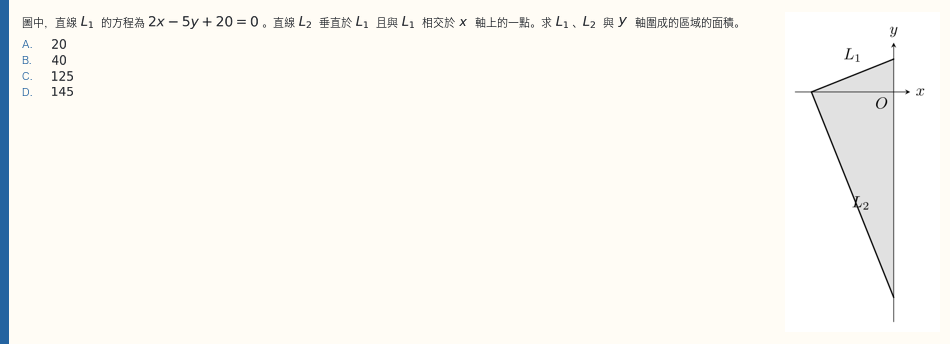 圖中，直線 L₁ 的方程為 2x − 5y + 20 = 0 。直線 L₂ 垂直於 L₁ 且與 L₁ 相交於 x 軸上的一點。求 L₁ 、L₂ 與 y 軸圍成的區域的面積。
A. 20
B. 40
C. 125
D. 145
y
L₁
x
O
L₂